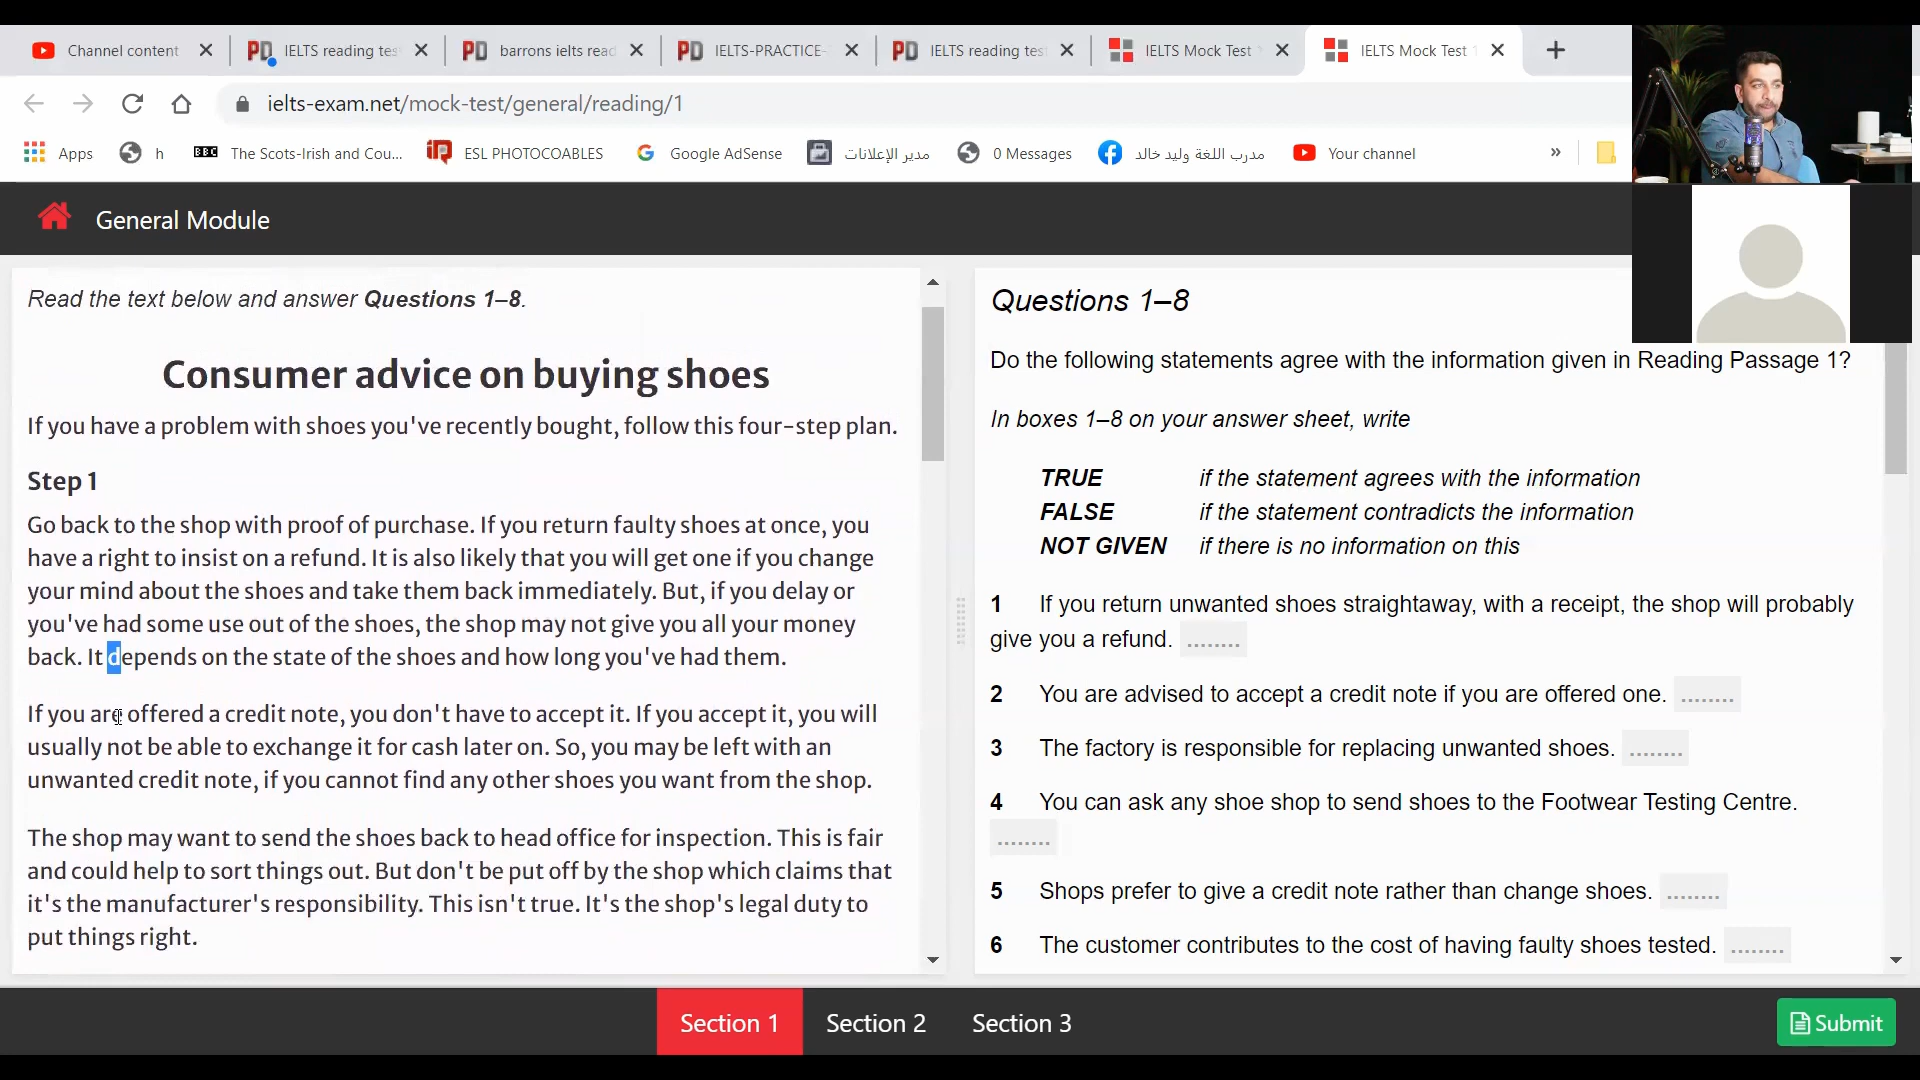 Channel content
IELTS reading tes
barrons ielts read
IELTS-PRACTICE-
IELTS reading tes
IELTS Mock Test
IELTS Mock Test 1
ielts-exam.net/mock-test/general/reading/1
Apps
h
BBC
The Scots-Irish and Cou...
ESL PHOTOCOABLES
Google AdSense
مدير الإعلانات
0 Messages
مدرب اللغة وليد خالد
Your channel
»
General Module
Read the text below and answer Questions 1–8.
Consumer advice on buying shoes
If you have a problem with shoes you've recently bought, follow this four-step plan.
Step 1
Go back to the shop with proof of purchase. If you return faulty shoes at once, you
have a right to insist on a refund. It is also likely that you will get one if you change
your mind about the shoes and take them back immediately. But, if you delay or
you've had some use out of the shoes, the shop may not give you all your money
back. It depends on the state of the shoes and how long you've had them.
If you are offered a credit note, you don't have to accept it. If you accept it, you will
usually not be able to exchange it for cash later on. So, you may be left with an
unwanted credit note, if you cannot find any other shoes you want from the shop.
The shop may want to send the shoes back to head office for inspection. This is fair
and could help to sort things out. But don't be put off by the shop which claims that
it's the manufacturer's responsibility. This isn't true. It's the shop's legal duty to
put things right.
Questions 1–8
Do the following statements agree with the information given in Reading Passage 1?
In boxes 1–8 on your answer sheet, write
TRUE if the statement agrees with the information
FALSE if the statement contradicts the information
NOT GIVEN if there is no information on this
1 If you return unwanted shoes straightaway, with a receipt, the shop will probably
give you a refund. ........
2 You are advised to accept a credit note if you are offered one. ........
3 The factory is responsible for replacing unwanted shoes. ........
4 You can ask any shoe shop to send shoes to the Footwear Testing Centre.
........
5 Shops prefer to give a credit note rather than change shoes. ........
6 The customer contributes to the cost of having faulty shoes tested. ........
Section 1
Section 2
Section 3
Submit